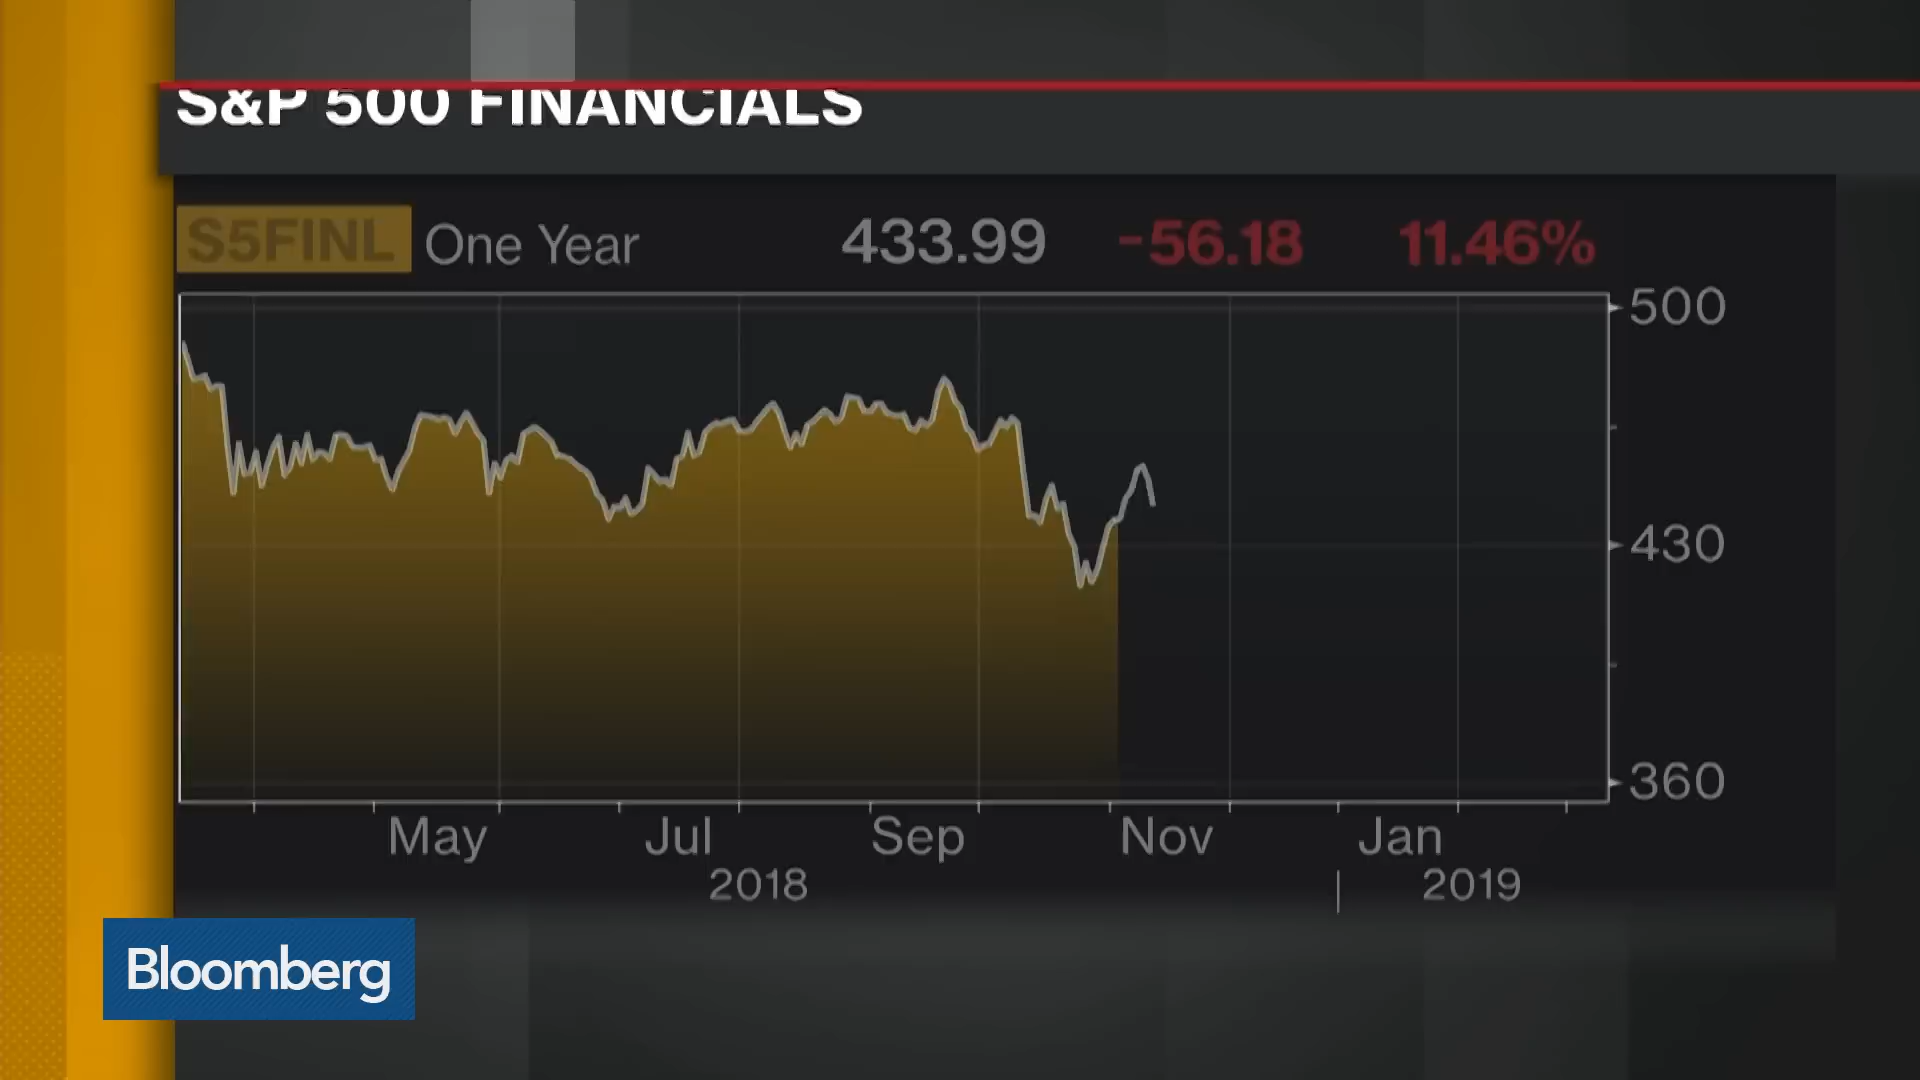 S&P 500 FINANCIALS
S5FINL One Year 433.99 -56.18 11.46%
500
430
360
May Jul Sep Nov Jan
2018 | 2019
Bloomberg